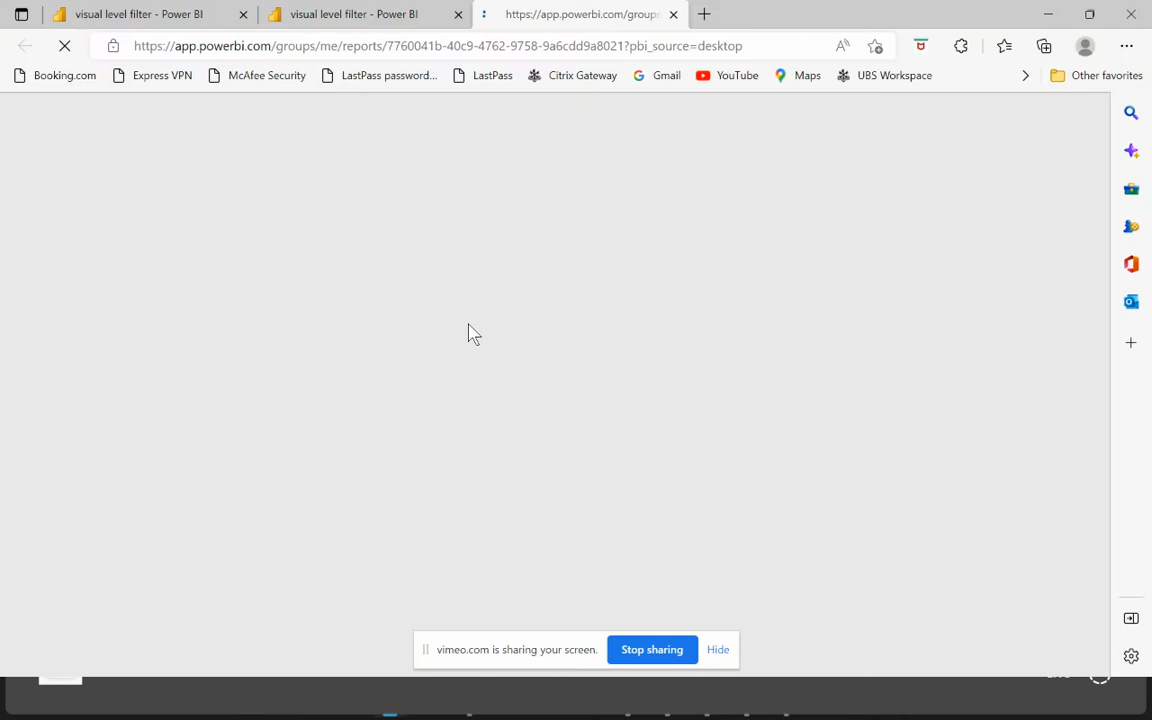 visual level filter - Power BI
visual level filter - Power BI
https://app.powerbi.com/group
https://app.powerbi.com/groups/me/reports/7760041b-40c9-4762-9758-9a6cdd9a8021?pbi_source=desktop
Booking.com
Express VPN
McAfee Security
LastPass password...
LastPass
Citrix Gateway
Gmail
YouTube
Maps
UBS Workspace
Other favorites
vimeo.com is sharing your screen.
Stop sharing
Hide